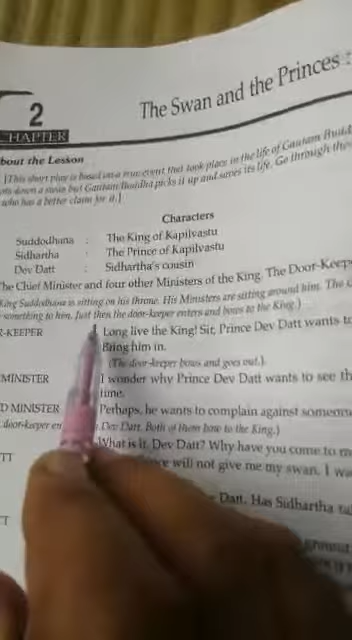 2
CHAPTER
The Swan and the Princes :
bout the Lesson
[This short play is based on a true event that took place in the life of Gautam Budd
down a swan but Gautam Buddha picks it up and saves its life. Go through the
who has a better claim for it.]
Characters
Suddodhana : The King of Kapilvastu
Sidhartha : The Prince of Kapilvastu
Dev Datt : Sidhartha's cousin
he Chief Minister and four other Ministers of the King. The Door-Keep
King Suddodhana is sitting on his throne. His Ministers are sitting around him. The C
something to him. Just then the door-keeper enters and bows to the King.)
R-KEEPER Long live the King! Sir, Prince Dev Datt wants to
Bring him in.
(The door-keeper bows and goes out.)
MINISTER I wonder why Prince Dev Datt wants to see th
time.
D MINISTER Perhaps, he wants to complain against someon
door-keeper en Dev Datt. Both of them bow to the King.)
What is it, Dev Datt? Why have you come to m
TT will not give me my swan. I wa
Datt. Has Sidhartha ta
T ground